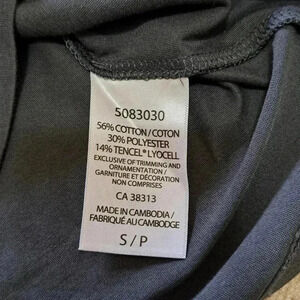 5083030
56% COTTON/COTON
30% POLYESTER
14% TENCEL® LYOCELL
EXCLUSIVE OF TRIMMING AND
ORNAMENTATION/
GARNITURE ET DÉCORATION
NON COMPRISES
CA 38313
MADE IN CAMBODIA/
FABRIQUÉ AU CAMBODGE
S/P